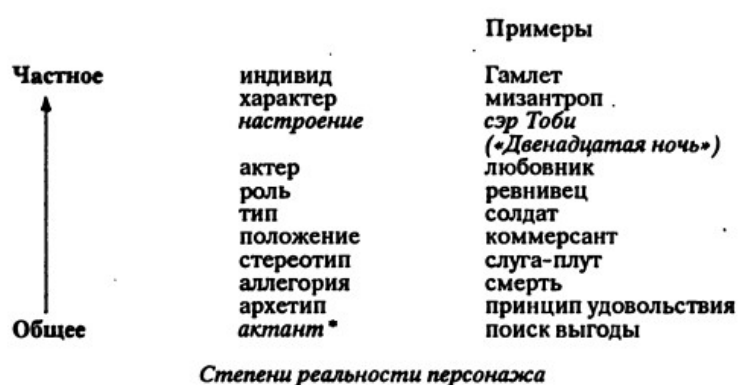 Примеры
Частное индивид Гамлет
характер мизантроп
настроение сэр Тоби
(«Двенадцатая ночь»)
актер любовник
роль ревнивец
тип солдат
положение коммерсант
стереотип слуга-плут
аллегория смерть
архетип принцип удовольствия
Общее актант* поиск выгоды
Степени реальности персонажа